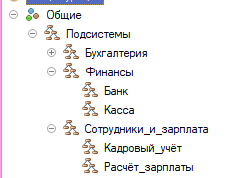 Общие
Подсистемы
Бухгалтерия
Финансы
Банк
Касса
Сотрудники_и_зарплата
Кадровый_учёт
Расчёт_зарплаты